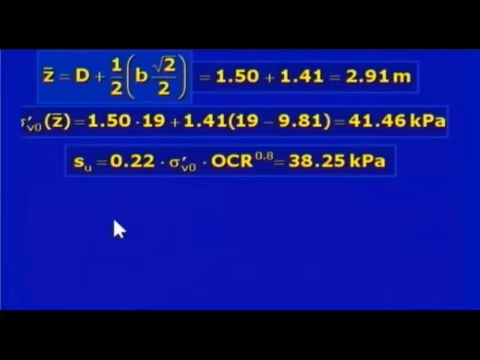 z̄ = D + 1/2 (b √2/2) = 1.50 + 1.41 = 2.91 m
σ′v0(z̄) = 1.50 · 19 + 1.41(19 − 9.81) = 41.46 kPa
su = 0.22 · σ′v0 · OCR^0.8 = 38.25 kPa